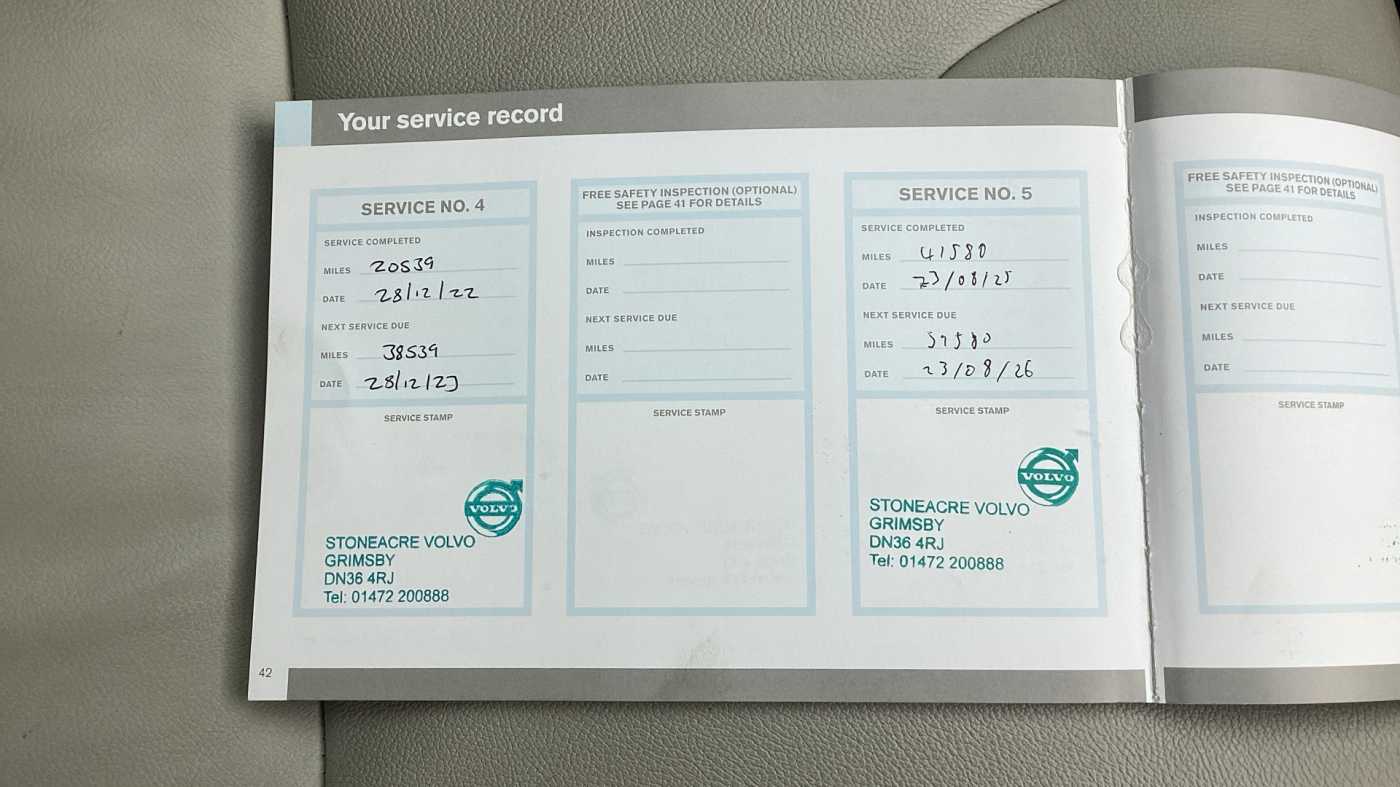 Your service record
SERVICE NO. 4
SERVICE COMPLETED
MILES 20539
DATE 28/12/22
NEXT SERVICE DUE
MILES 38539
DATE 28/12/23
SERVICE STAMP
VOLVO
STONEACRE VOLVO
GRIMSBY
DN36 4RJ
Tel: 01472 200888
FREE SAFETY INSPECTION (OPTIONAL)
SEE PAGE 41 FOR DETAILS
INSPECTION COMPLETED
MILES
DATE
NEXT SERVICE DUE
MILES
DATE
SERVICE STAMP
SERVICE NO. 5
SERVICE COMPLETED
MILES 41580
DATE 23/08/25
NEXT SERVICE DUE
MILES 59580
DATE 23/08/26
SERVICE STAMP
VOLVO
STONEACRE VOLVO
GRIMSBY
DN36 4RJ
Tel: 01472 200888
FREE SAFETY INSPECTION (OPTIONAL)
SEE PAGE 41 FOR DETAILS
INSPECTION COMPLETED
MILES
DATE
NEXT SERVICE DUE
MILES
DATE
SERVICE STAMP
42